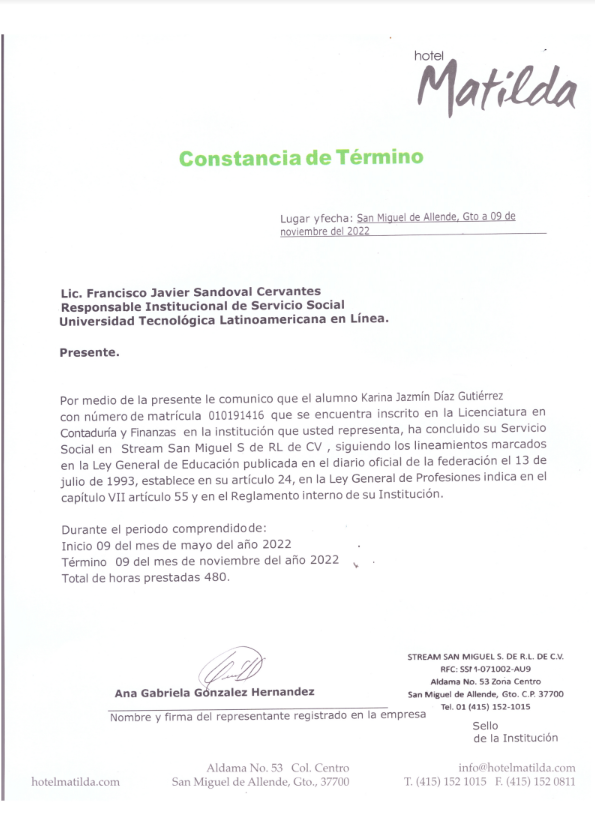 hotel
Matilda
Constancia de Término
Lugar yfecha: San Miguel de Allende, Gto a 09 de
noviembre del 2022
Lic. Francisco Javier Sandoval Cervantes
Responsable Institucional de Servicio Social
Universidad Tecnológica Latinoamericana en Línea.
Presente.
Por medio de la presente le comunico que el alumno Karina Jazmín Díaz Gutiérrez
con número de matrícula 010191416 que se encuentra inscrito en la Licenciatura en
Contaduría y Finanzas en la institución que usted representa, ha concluido su Servicio
Social en Stream San Miguel S de RL de CV , siguiendo los lineamientos marcados
en la Ley General de Educación publicada en el diario oficial de la federación el 13 de
julio de 1993, establece en su artículo 24, en la Ley General de Profesiones indica en el
capítulo VII artículo 55 y en el Reglamento interno de su Institución.
Durante el periodo comprendidode:
Inicio 09 del mes de mayo del año 2022
Término 09 del mes de noviembre del año 2022
Total de horas prestadas 480.
Ana Gabriela Gónzalez Hernandez
Nombre y firma del representante registrado en la empresa
STREAM SAN MIGUEL S. DE R.L. DE C.V.
RFC: SSM-071002-AU9
Aldama No. 53 Zona Centro
San Miguel de Allende, Gto. C.P. 37700
Tel. 01 (415) 152-1015
Sello
de la Institución
hotelmatilda.com
Aldama No. 53 Col. Centro
San Miguel de Allende, Gto., 37700
info@hotelmatilda.com
T. (415) 152 1015 F. (415) 152 0811